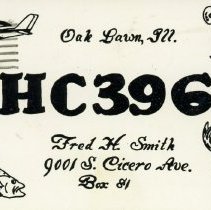 Oak Lawn, Ill.
HC396
Fred H. Smith
9001 S. Cicero Ave.
Box 81